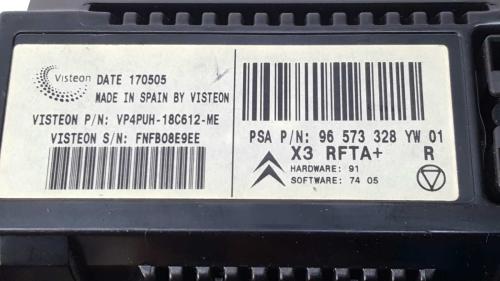 Visteon DATE 170505
MADE IN SPAIN BY VISTEON
VISTEON P/N: VP4PUH-18C612-ME
VISTEON S/N: FNFB08E9EE
PSA P/N: 96 573 328 YW 01
X3 RFTA+ R
HARDWARE: 91
SOFTWARE: 74 05